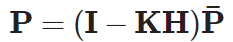 𝐏 = (𝐈 − 𝐊𝐇)𝐏̄